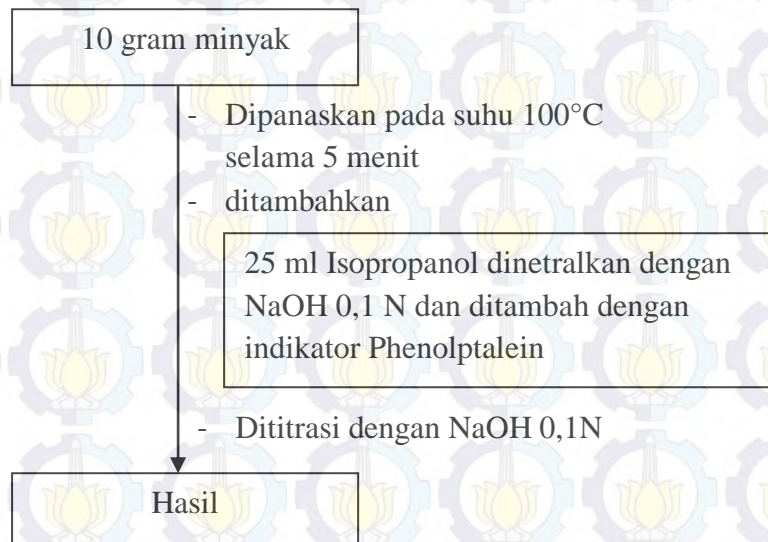 10 gram minyak
- Dipanaskan pada suhu 100°C
selama 5 menit
- ditambahkan
25 ml Isopropanol dinetralkan dengan
NaOH 0,1 N dan ditambah dengan
indikator Phenolptalein
- Dititrasi dengan NaOH 0,1N
Hasil